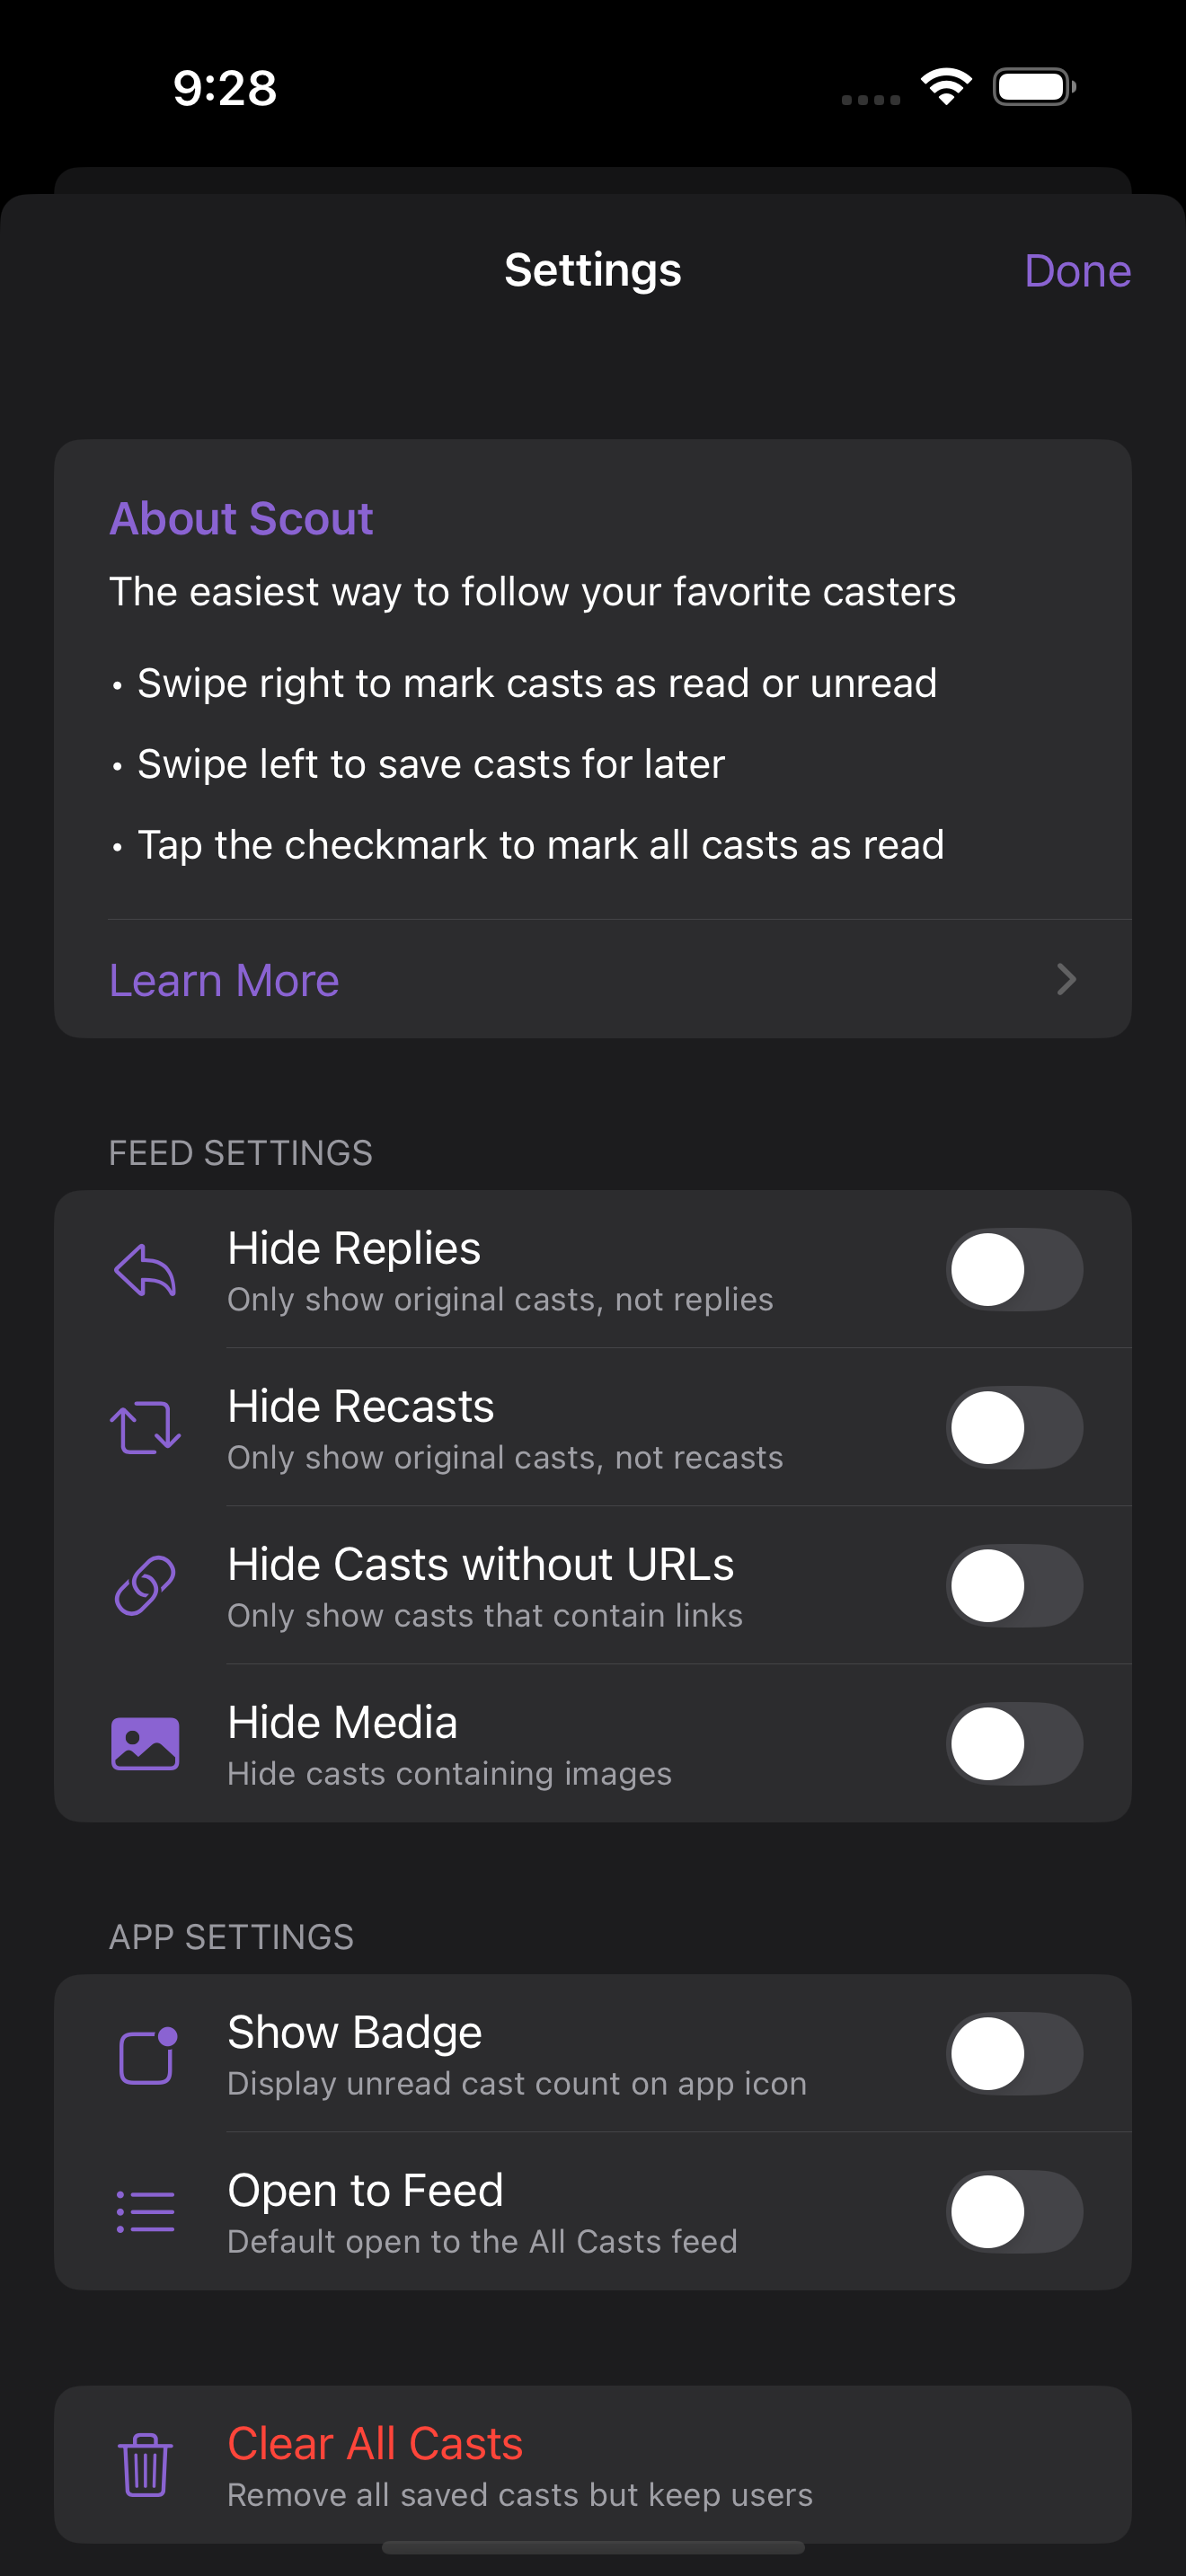 9:28
Settings
Done
About Scout
The easiest way to follow your favorite casters
• Swipe right to mark casts as read or unread
• Swipe left to save casts for later
• Tap the checkmark to mark all casts as read
Learn More
FEED SETTINGS
Hide Replies
Only show original casts, not replies
Hide Recasts
Only show original casts, not recasts
Hide Casts without URLs
Only show casts that contain links
Hide Media
Hide casts containing images
APP SETTINGS
Show Badge
Display unread cast count on app icon
Open to Feed
Default open to the All Casts feed
Clear All Casts
Remove all saved casts but keep users